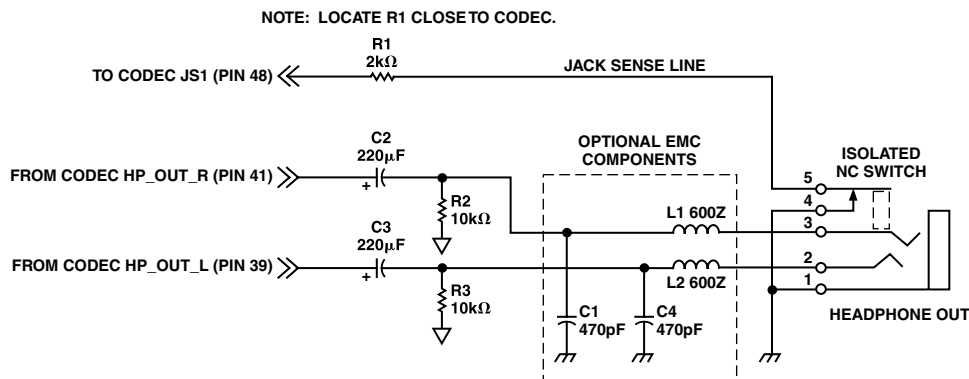 NOTE: LOCATE R1 CLOSE TO CODEC.
R1
2kΩ
TO CODEC JS1 (PIN 48)
JACK SENSE LINE
C2
220μF
+
OPTIONAL EMC
COMPONENTS
ISOLATED
NC SWITCH
FROM CODEC HP_OUT_R (PIN 41)
R2
10kΩ
L1 600Z
5
4
3
C3
220μF
+
FROM CODEC HP_OUT_L (PIN 39)
L2 600Z
2
1
R3
10kΩ
C1
470pF
C4
470pF
HEADPHONE OUT